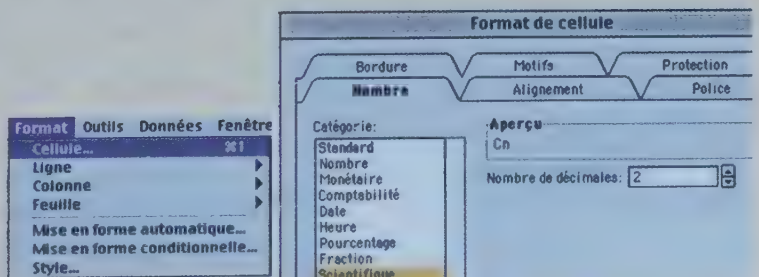 Format de cellule
Bordure Motifs Protection
Nombre Alignement Police
Format Outils Données Fenêtre
Cellule... ⌘1
Ligne
Colonne
Feuille
Mise en forme automatique...
Mise en forme conditionnelle...
Style...
Catégorie:
Standard
Nombre
Monétaire
Comptabilité
Date
Heure
Pourcentage
Fraction
Scientifique
Aperçu
Cn
Nombre de décimales: 2